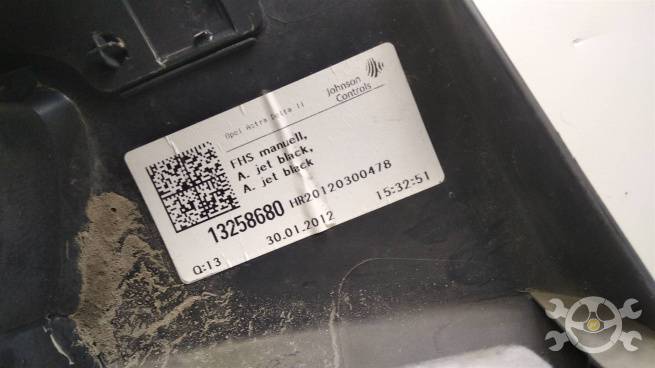 Opel Astra Delta II
Johnson
Controls
FHS manuell,
A. jet black,
A. jet black
13258680 HR20120300478
Q:13 30.01.2012 15:32:51